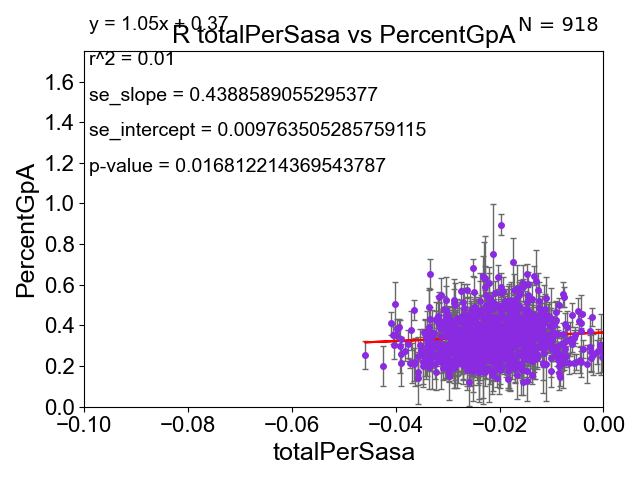 y = 1.05x + 0.37
N = 918
R totalPerSasa vs PercentGpA
r^2 = 0.01
se_slope = 0.4388589055295377
se_intercept = 0.009763505285759115
p-value = 0.016812214369543787
PercentGpA
1.6
1.4
1.2
1.0
0.8
0.6
0.4
0.2
0.0
−0.10
−0.08
−0.06
−0.04
−0.02
0.00
totalPerSasa